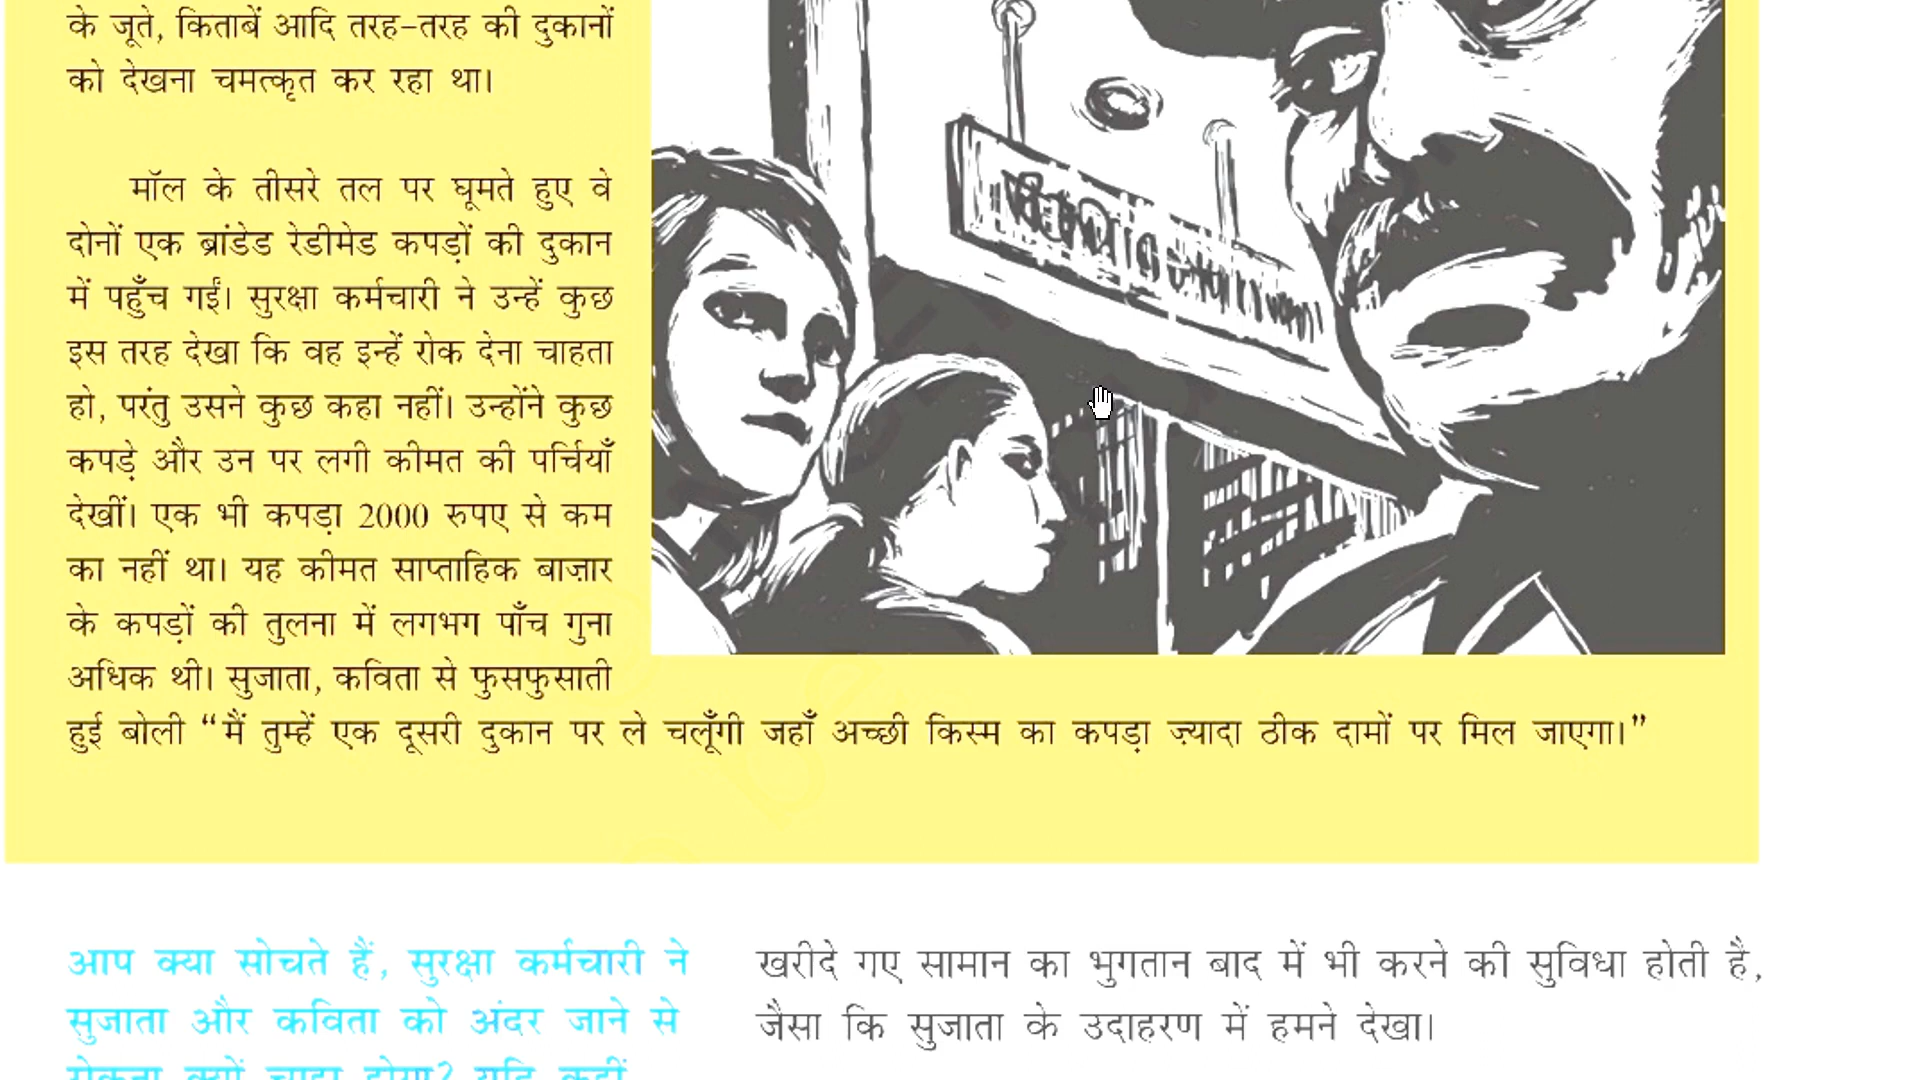 के जूते, किताबें आदि तरह-तरह की दुकानों
को देखना चमत्कृत कर रहा था।
मॉल के तीसरे तल पर घूमते हुए वे
दोनों एक ब्रांडेड रेडीमेड कपड़ों की दुकान
में पहुँच गईं। सुरक्षा कर्मचारी ने उन्हें कुछ
इस तरह देखा कि वह इन्हें रोक देना चाहता
हो, परंतु उसने कुछ कहा नहीं। उन्होंने कुछ
कपड़े और उन पर लगी कीमत की पर्चियाँ
देखीं। एक भी कपड़ा 2000 रुपए से कम
का नहीं था। यह कीमत साप्ताहिक बाज़ार
के कपड़ों की तुलना में लगभग पाँच गुना
अधिक थी। सुजाता, कविता से फुसफुसाती
हुई बोली “मैं तुम्हें एक दूसरी दुकान पर ले चलूँगी जहाँ अच्छी किस्म का कपड़ा ज़्यादा ठीक दामों पर मिल जाएगा।”
आप क्या सोचते हैं, सुरक्षा कर्मचारी ने
सुजाता और कविता को अंदर जाने से
रोकना क्यों चाहा होगा? यदि कहीं
खरीदे गए सामान का भुगतान बाद में भी करने की सुविधा होती है,
जैसा कि सुजाता के उदाहरण में हमने देखा।